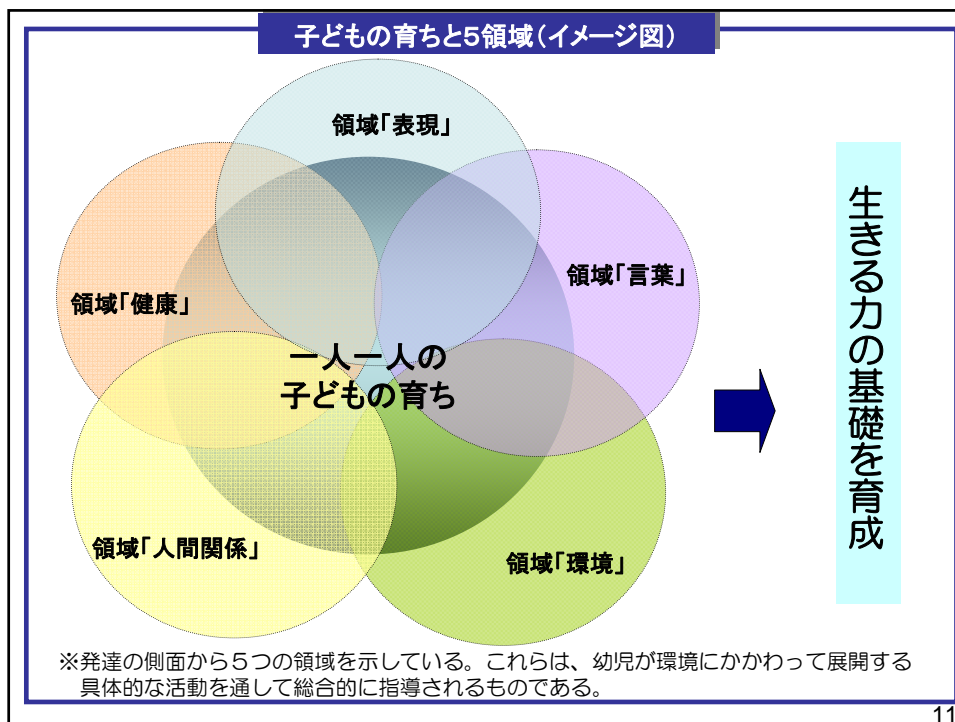 子どもの育ちと5領域(イメージ図)
領域｢表現｣
領域｢言葉｣
領域｢健康｣
一人一人の
子どもの育ち
領域｢人間関係｣
領域｢環境｣
生きる力の基礎を育成
※発達の側面から５つの領域を示している。これらは、幼児が環境にかかわって展開する
具体的な活動を通して総合的に指導されるものである。
11